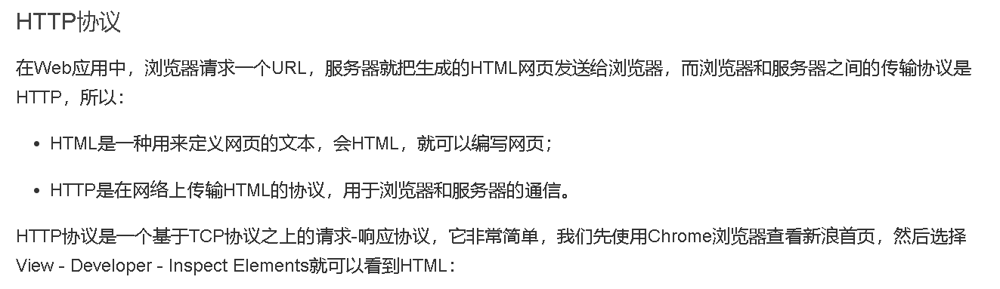 HTTP协议
在Web应用中，浏览器请求一个URL，服务器就把生成的HTML网页发送给浏览器，而浏览器和服务器之间的传输协议是
HTTP，所以：
• HTML是一种用来定义网页的文本，会HTML，就可以编写网页；
• HTTP是在网络上传输HTML的协议，用于浏览器和服务器的通信。
HTTP协议是一个基于TCP协议之上的请求-响应协议，它非常简单，我们先使用Chrome浏览器查看新浪首页，然后选择
View - Developer - Inspect Elements就可以看到HTML：